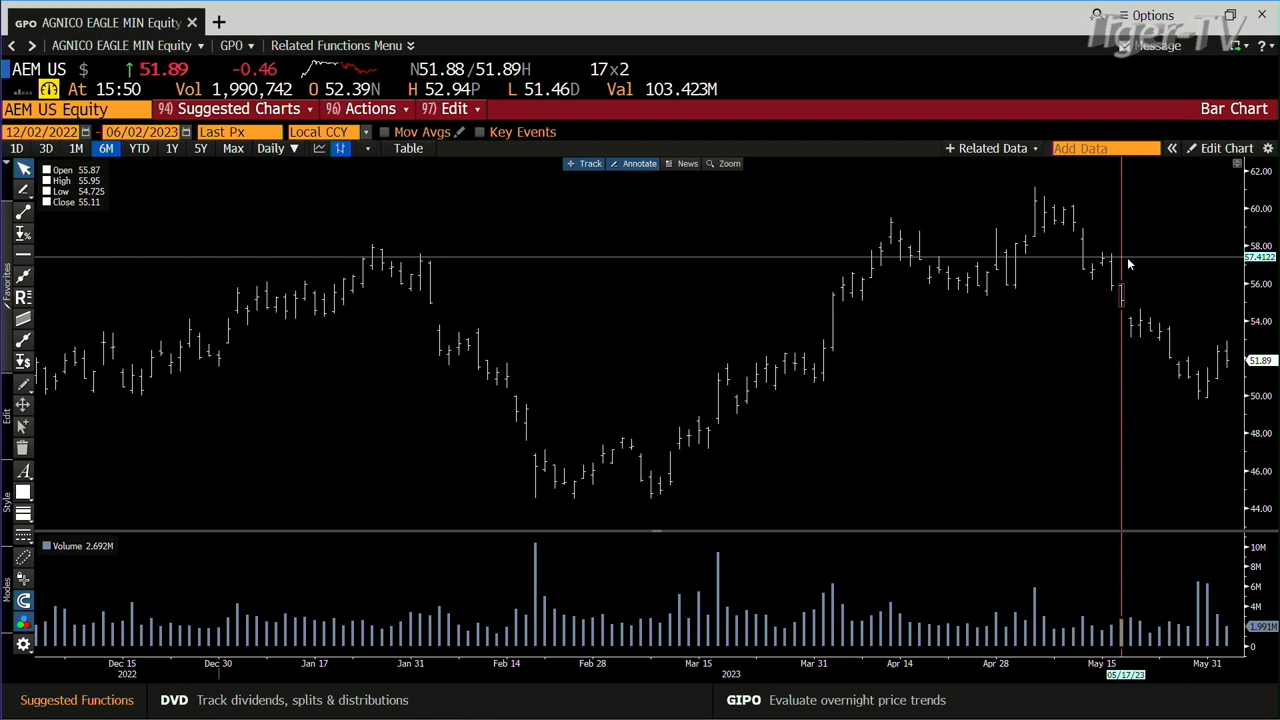 GPO AGNICO EAGLE MIN Equity
Options
Tiger-TV
AGNICO EAGLE MIN Equity GPO Related Functions Menu Message ?
AEM US $ ↑ 51.89 -0.46 N51.88 / 51.89H 17x2
At 15:50 Vol 1,990,742 O 52.39N H 52.94P L 51.46D Val 103.423M
AEM US Equity 94) Suggested Charts 96) Actions 97) Edit Bar Chart
12/02/2022 - 06/02/2023 Last Px Local CCY Mov Avgs Key Events
1D 3D 1M 6M YTD 1Y 5Y Max Daily Table + Related Data Add Data Edit Chart
Track Annotate News Zoom
Open 55.87
High 55.95
Low 54.725
Close 55.11
Favorites
Edit
Style
Modes
62.00
60.00
58.00
57.4122
56.00
54.00
51.89
50.00
48.00
46.00
44.00
Volume 2.692M
10M
8M
6M
4M
1.991M
0
Dec 15 Dec 30 Jan 17 Jan 31 Feb 14 Feb 28 Mar 15 Mar 31 Apr 14 Apr 28 May 15 May 31
2022 2023 05/17/23
Suggested Functions DVD Track dividends, splits & distributions GIPO Evaluate overnight price trends